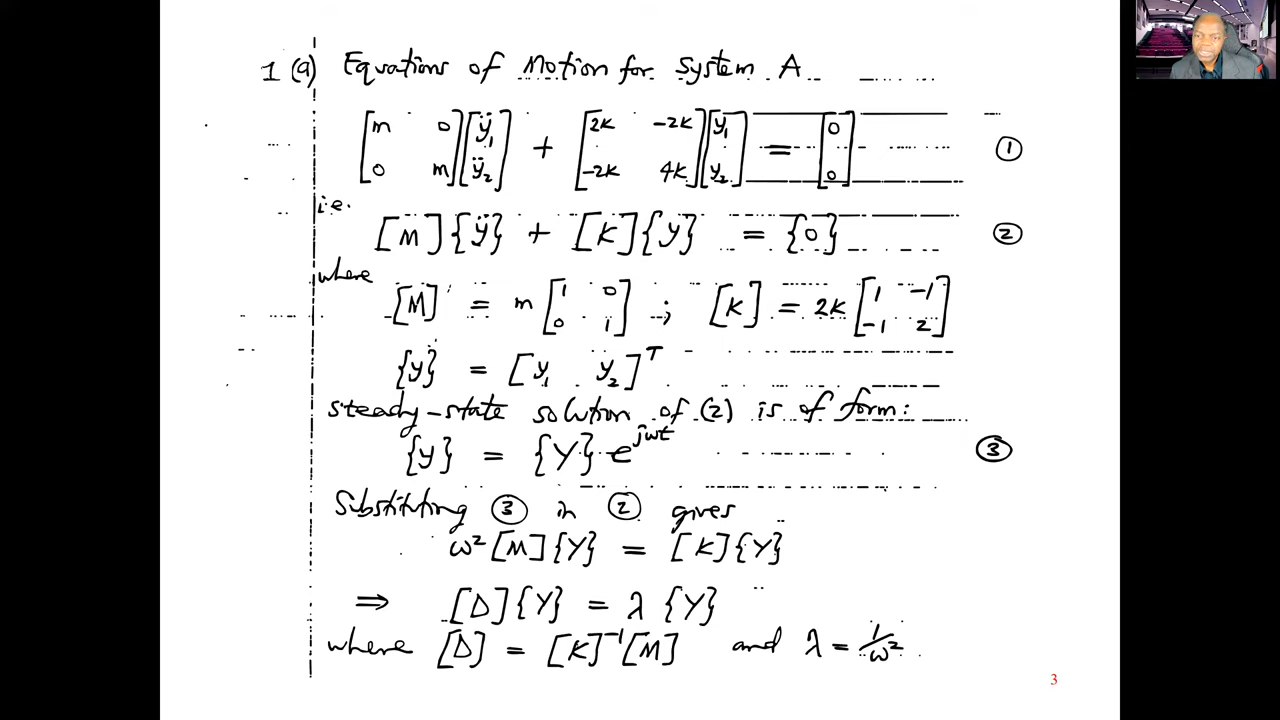 1 (a) Equations of Motion for System A
[m 0; 0 m] [ÿ₁; ÿ₂] + [2K -2K; -2K 4K] [y₁; y₂] = [0; 0] ①
i.e.
[M]{ÿ} + [K]{y} = {0} ②
where
[M] = m [1 0; 0 1] ; [K] = 2K [1 -1; -1 2]
{y} = [y₁ y₂]ᵀ
steady-state solution of (2) is of form:
{y} = {Y} e^jωt ③
Substituting ③ in ② gives
ω²[M]{Y} = [K]{Y}
⇒ [D]{Y} = λ {Y}
where [D] = [K]⁻¹[M] and λ = 1/ω²
3